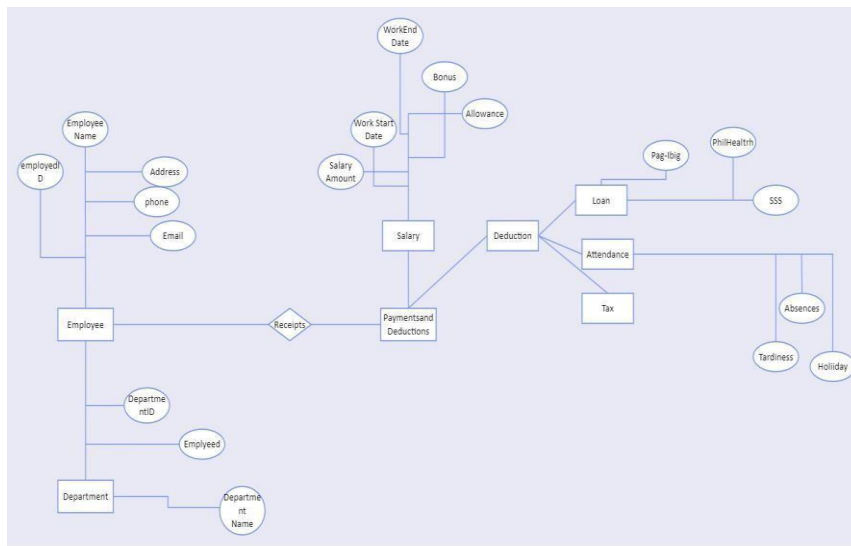 WorkEnd
Date
Bonus
Allowance
Employee
Name
Work Start
Date
PhilHealtrh
Pag-Ibig
employedI
D
Address
Salary
Amount
phone
Loan
SSS
Email
Salary
Deduction
Attendance
Tax
Absences
Employee
Receipts
Paymentsand
Deductions
Tardiness
Holliday
Departme
ntID
Emplyeed
Department
Departme
nt
Name